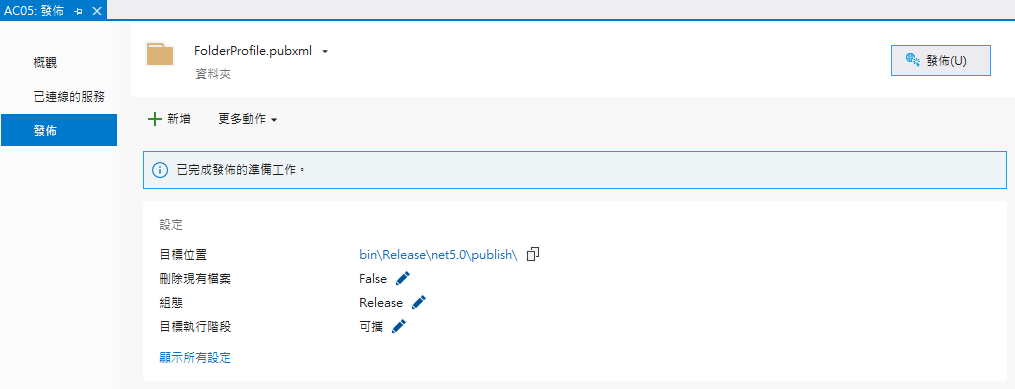 AC05: 發佈
概觀
已連線的服務
發佈
FolderProfile.pubxml
資料夾
發佈(U)
新增
更多動作
已完成發佈的準備工作。
設定
目標位置 bin\Release\net5.0\publish\
刪除現有檔案 False
組態 Release
目標執行階段 可攜
顯示所有設定